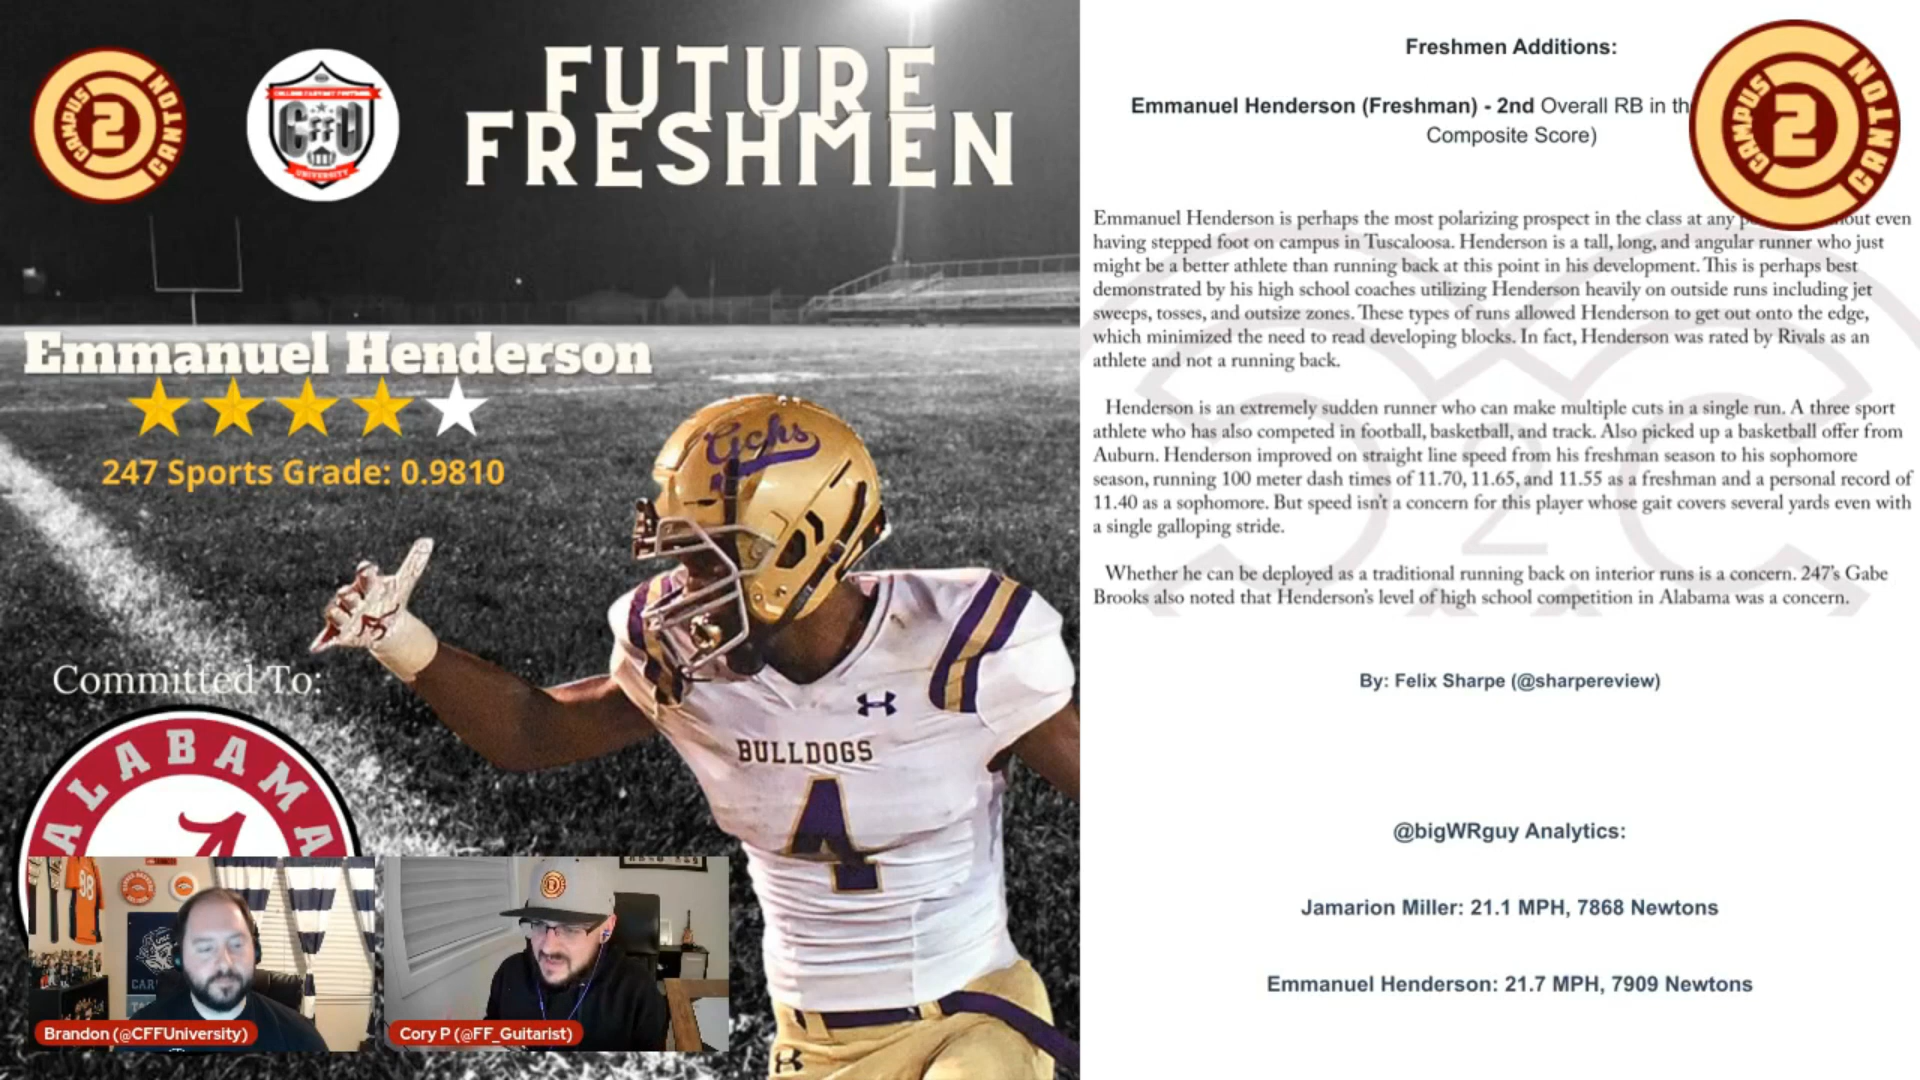 CAMPUS
2
CANTON
COLLEGE FANTASY FOOTBALL
CFFU
UNIVERSITY
FUTURE
FRESHMEN
Emmanuel Henderson
247 Sports Grade: 0.9810
Committed To:
ALABAMA
Gchs
BULLDOGS
4
98
CAR
Brandon (@CFFUniversity)
Cory P (@FF_Guitarist)
Freshmen Additions:
Emmanuel Henderson (Freshman) - 2nd Overall RB in th
Composite Score)
CAMPUS
2
CANTON
Emmanuel Henderson is perhaps the most polarizing prospect in the class at any out even
having stepped foot on campus in Tuscaloosa. Henderson is a tall, long, and angular runner who just
might be a better athlete than running back at this point in his development. This is perhaps best
demonstrated by his high school coaches utilizing Henderson heavily on outside runs including jet
sweeps, tosses, and outsize zones. These types of runs allowed Henderson to get out onto the edge,
which minimized the need to read developing blocks. In fact, Henderson was rated by Rivals as an
athlete and not a running back.
Henderson is an extremely sudden runner who can make multiple cuts in a single run. A three sport
athlete who has also competed in football, basketball, and track. Also picked up a basketball offer from
Auburn. Henderson improved on straight line speed from his freshman season to his sophomore
season, running 100 meter dash times of 11.70, 11.65, and 11.55 as a freshman and a personal record of
11.40 as a sophomore. But speed isn't a concern for this player whose gait covers several yards even with
a single galloping stride.
Whether he can be deployed as a traditional running back on interior runs is a concern. 247's Gabe
Brooks also noted that Henderson's level of high school competition in Alabama was a concern.
By: Felix Sharpe (@sharpereview)
@bigWRguy Analytics:
Jamarion Miller: 21.1 MPH, 7868 Newtons
Emmanuel Henderson: 21.7 MPH, 7909 Newtons